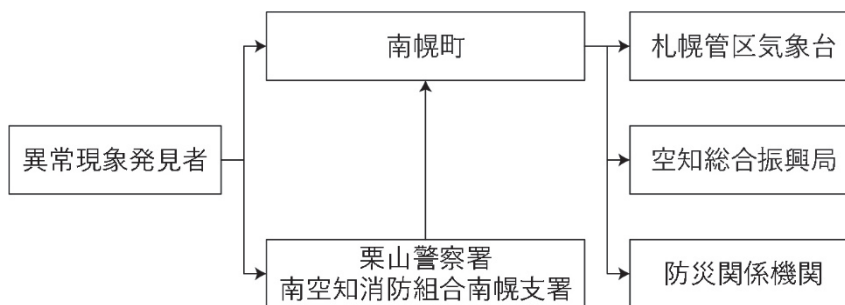 南幌町
札幌管区気象台
異常現象発見者
空知総合振興局
栗山警察署
南空知消防組合南幌支署
防災関係機関